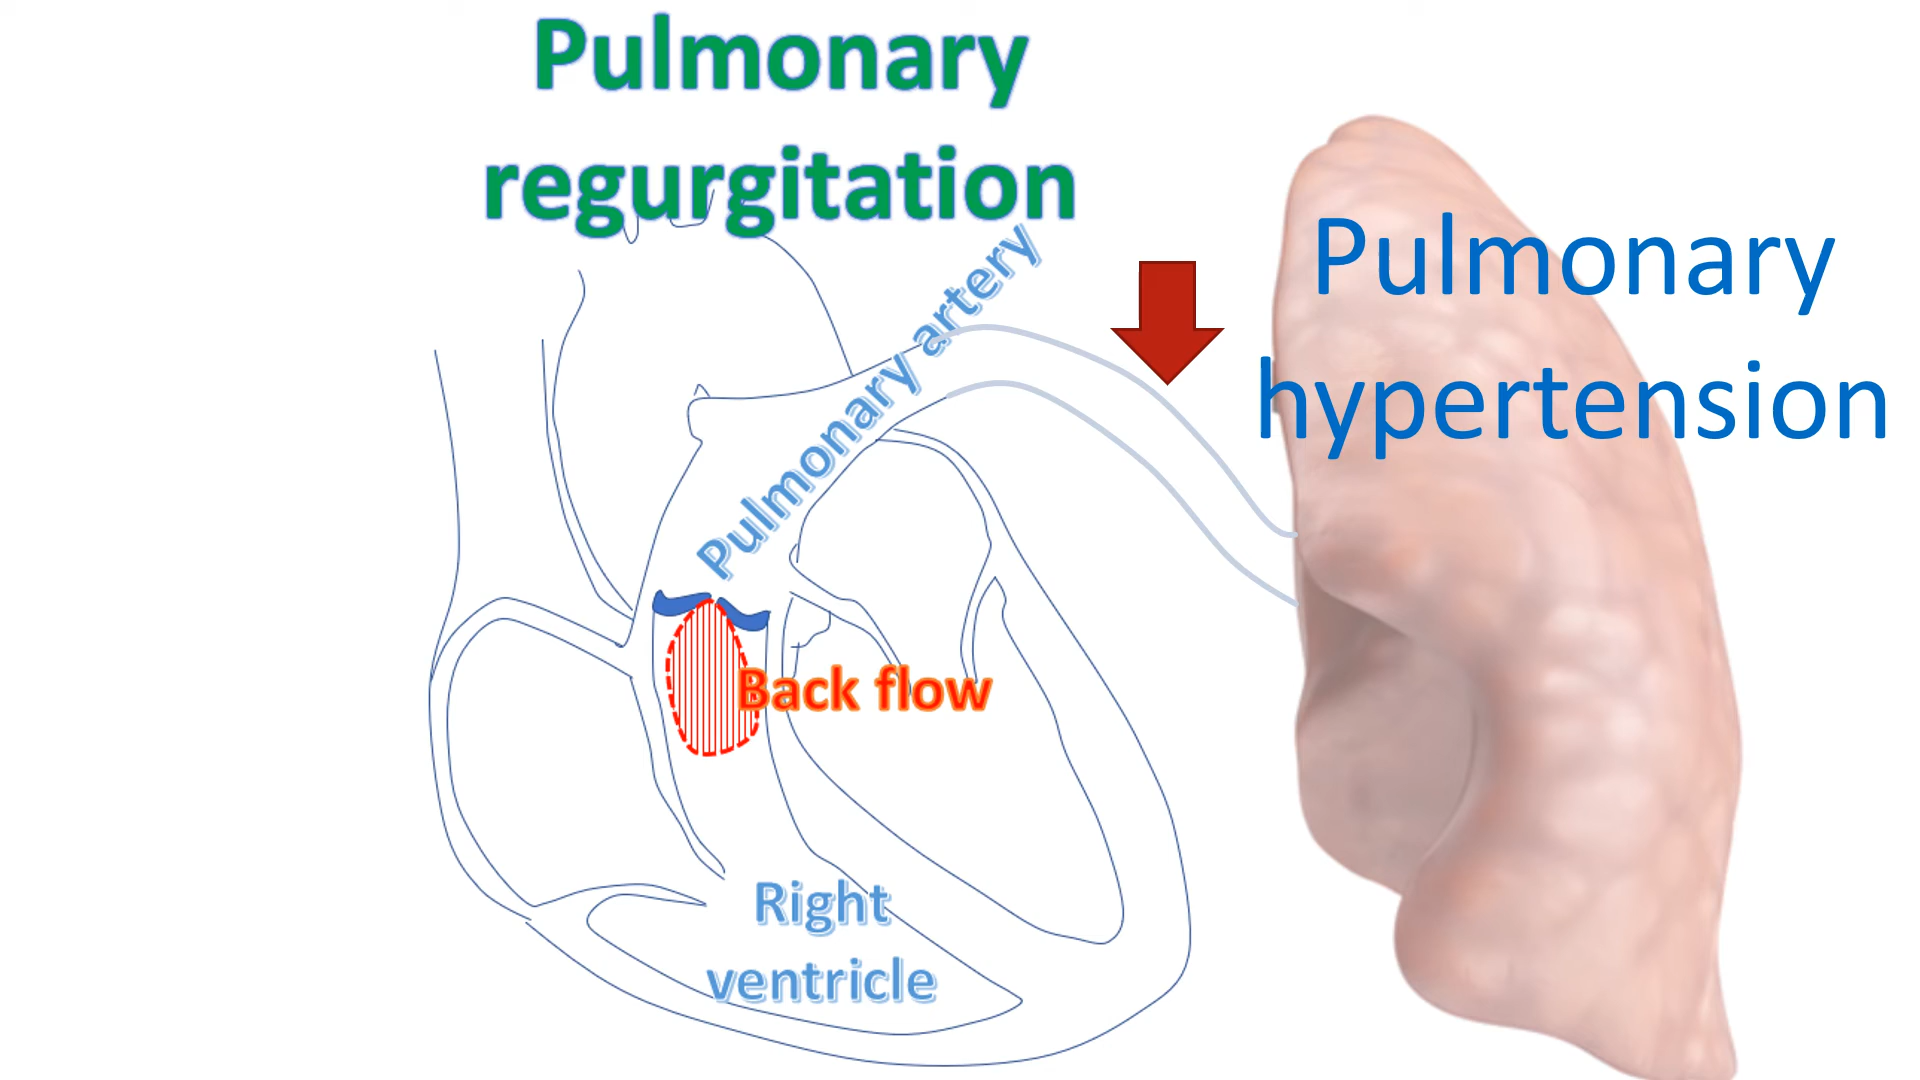 Pulmonary
regurgitation
Pulmonary artery
Pulmonary
hypertension
Back flow
Right
ventricle